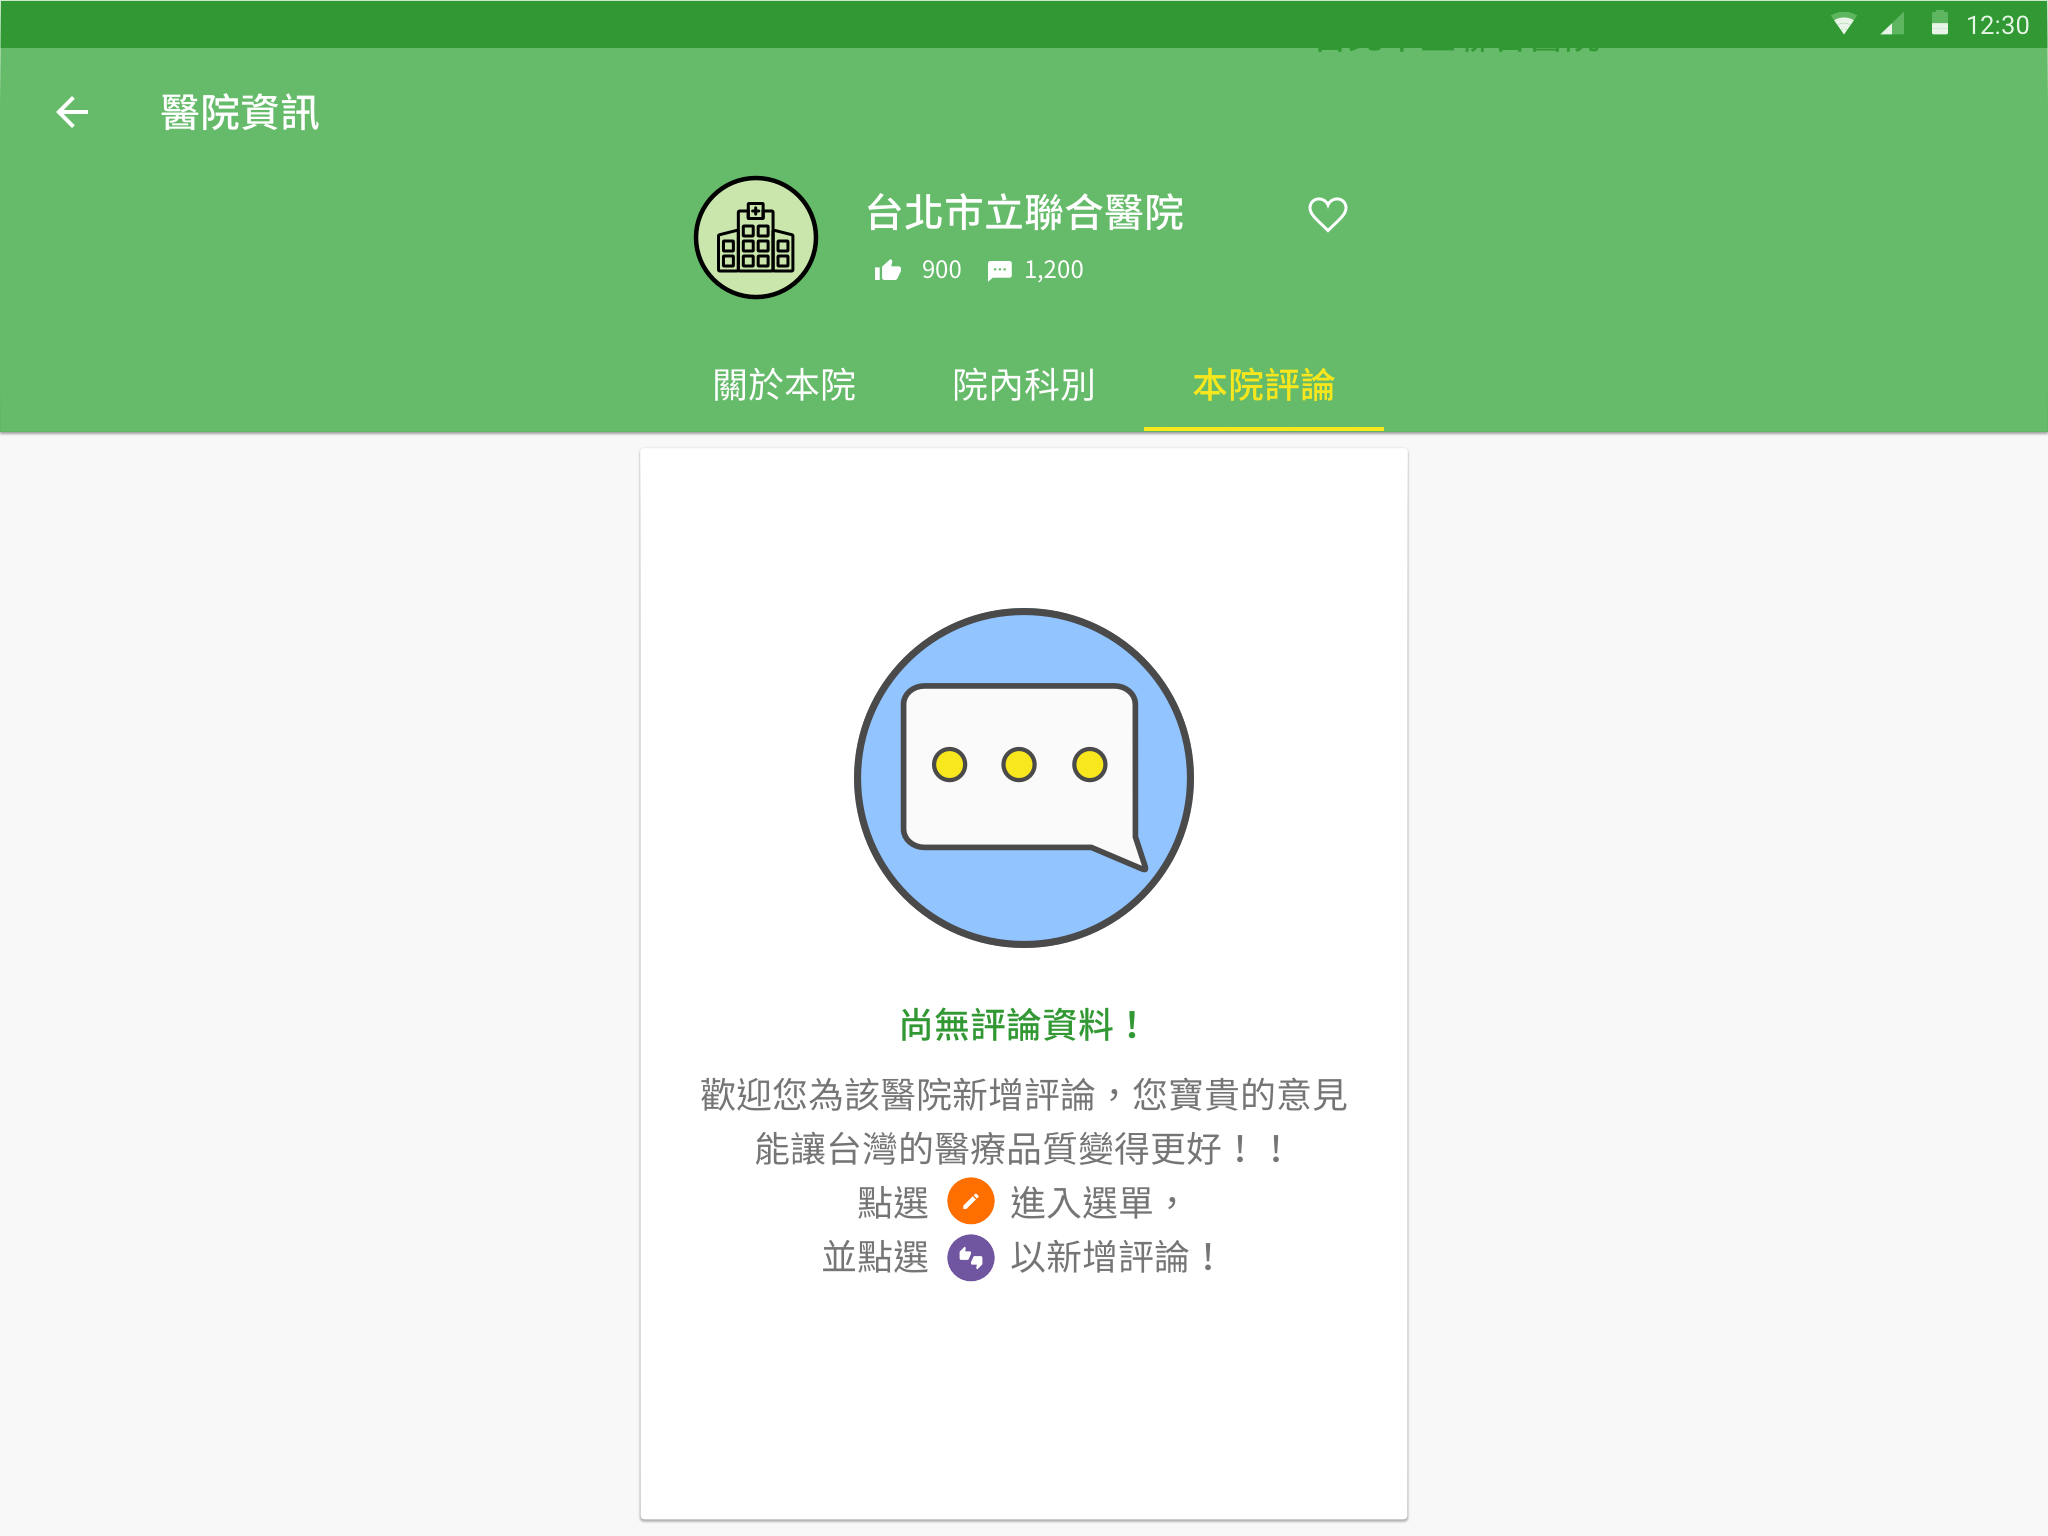 12:30
醫院資訊
台北市立聯合醫院
900 1,200
關於本院 院內科別 本院評論
尚無評論資料！
歡迎您為該醫院新增評論，您寶貴的意見
能讓台灣的醫療品質變得更好！！
點選 進入選單，
並點選 以新增評論！